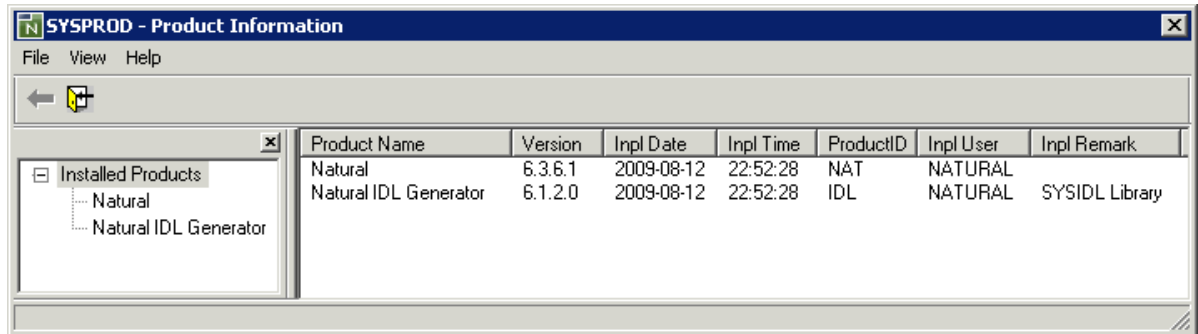 SYSPROD - Product Information
File View Help
Installed Products
Natural
Natural IDL Generator
Product Name Version Inpl Date Inpl Time ProductID Inpl User Inpl Remark
Natural 6.3.6.1 2009-08-12 22:52:28 NAT NATURAL
Natural IDL Generator 6.1.2.0 2009-08-12 22:52:28 IDL NATURAL SYSIDL Library